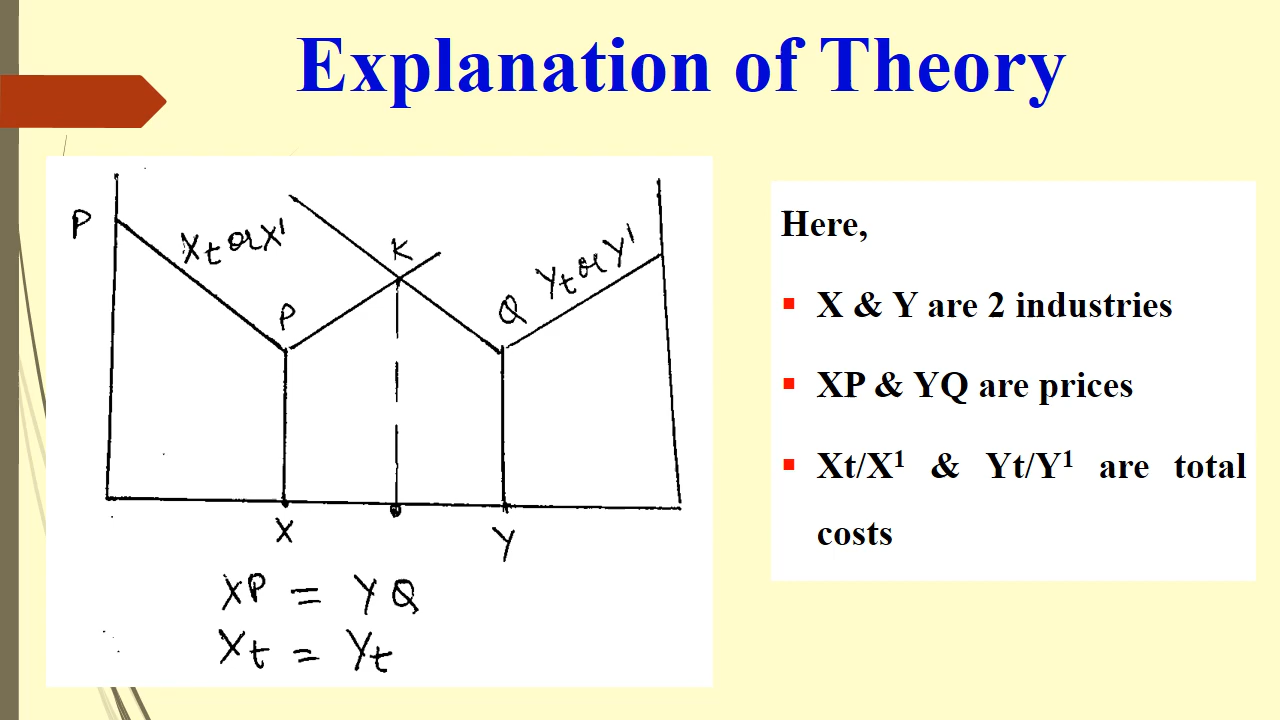 Explanation of Theory
P
Xt or X¹
K
Yt or Y¹
P
Q
X
Y
XP = YQ
Xt = Yt
Here,
X & Y are 2 industries
XP & YQ are prices
Xt/X¹ & Yt/Y¹ are total
costs